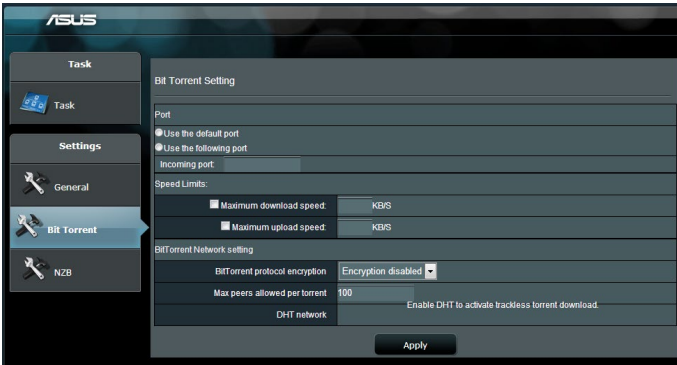 ASUS
Task
Task
Settings
General
Bit Torrent
NZB
Bit Torrent Setting
Port
Use the default port
Use the following port
Incoming port:
Speed Limits:
Maximum download speed: KB/S
Maximum upload speed: KB/S
BitTorrent Network setting
BitTorrent protocol encryption Encryption disabled
Max peers allowed per torrent 100
Enable DHT to activate trackless torrent download.
DHT network
Apply